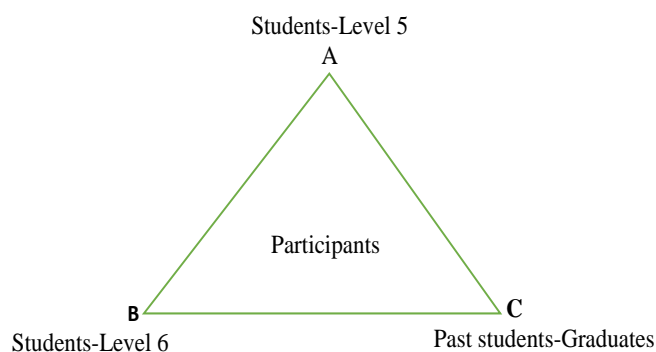 Students-Level 5
A
Participants
B
C
Students-Level 6
Past students-Graduates